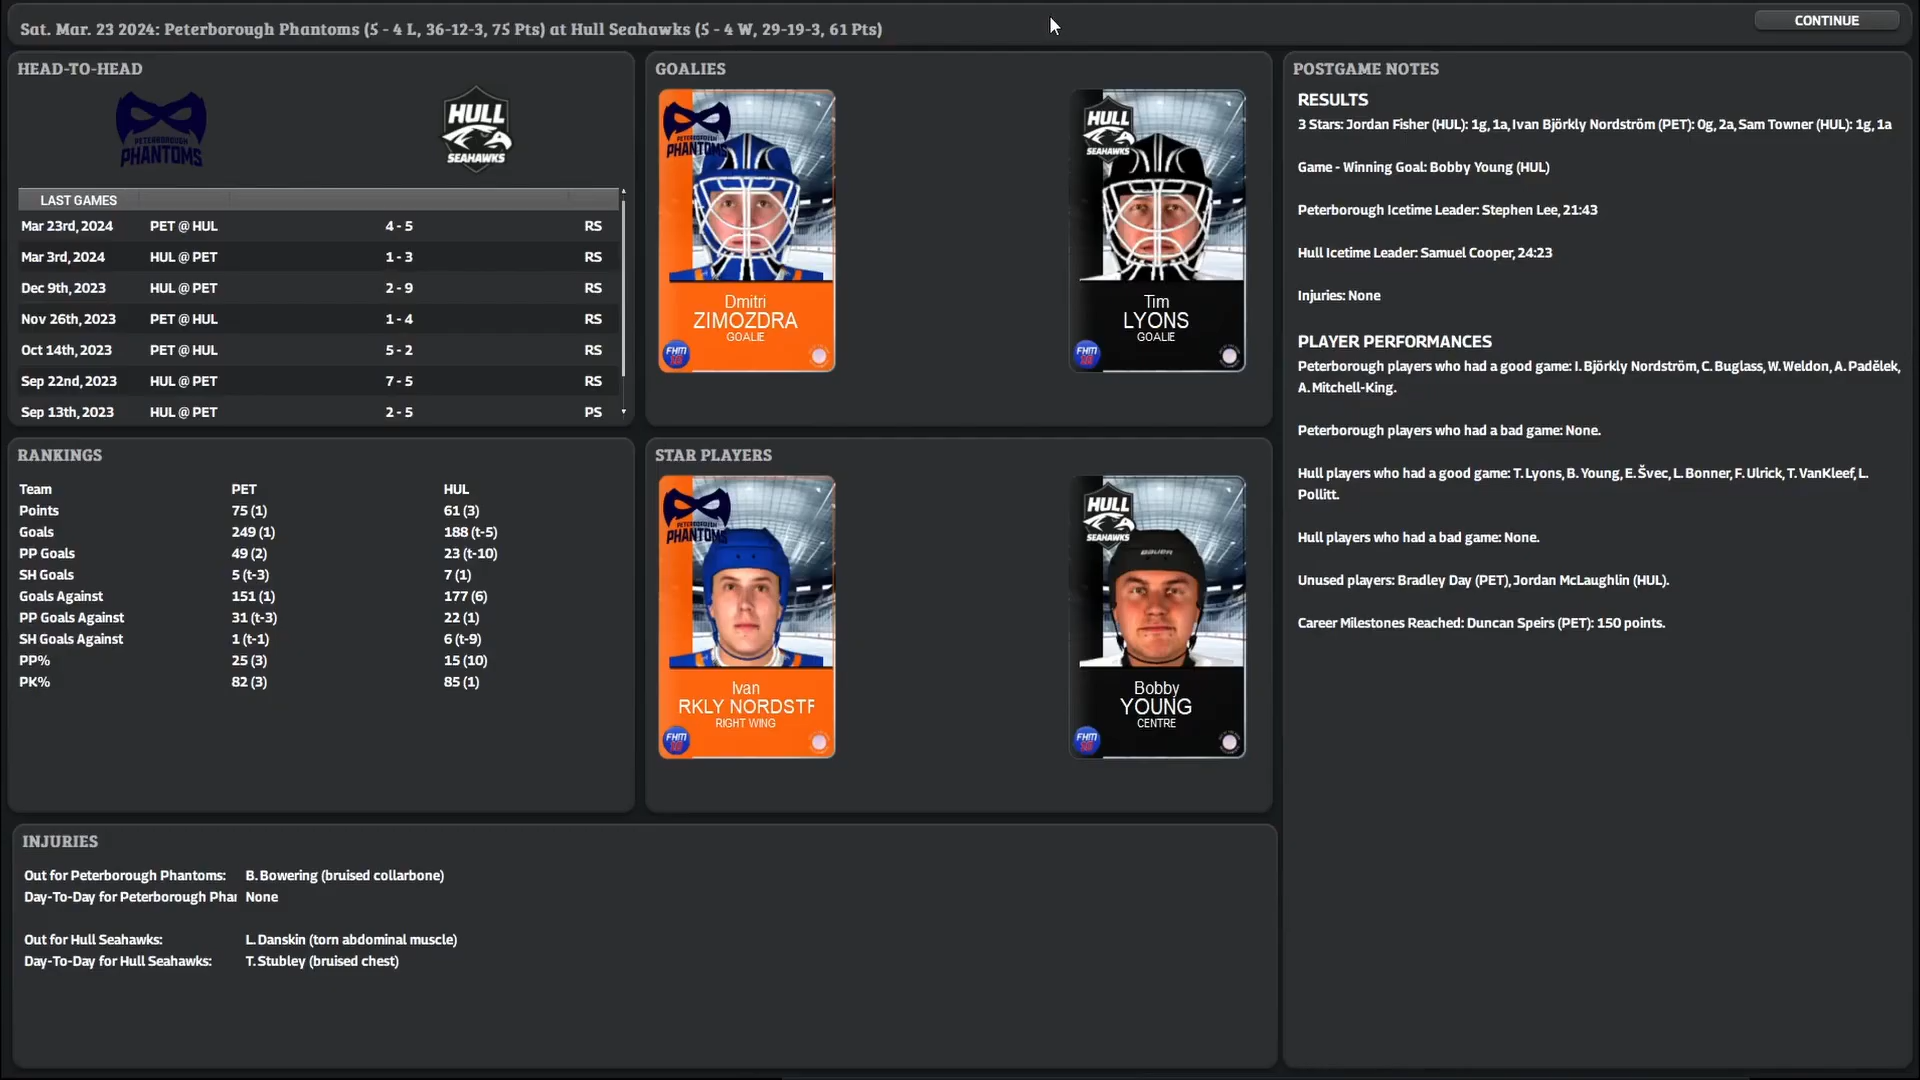 Sat. Mar. 23 2024: Peterborough Phantoms (5 - 4 L, 36-12-3, 75 Pts) at Hull Seahawks (5 - 4 W, 29-19-3, 61 Pts)
CONTINUE
HEAD-TO-HEAD
PETERBOROUGH
PHANTOMS
HULL
SEAHAWKS
LAST GAMES
Mar 23rd, 2024 PET @ HUL 4 - 5 RS
Mar 3rd, 2024 HUL @ PET 1 - 3 RS
Dec 9th, 2023 HUL @ PET 2 - 9 RS
Nov 26th, 2023 PET @ HUL 1 - 4 RS
Oct 14th, 2023 PET @ HUL 5 - 2 RS
Sep 22nd, 2023 HUL @ PET 7 - 5 RS
Sep 13th, 2023 HUL @ PET 2 - 5 PS
GOALIES
PETERBOROUGH
PHANTOMS
Dmitri
ZIMOZDRA
GOALIE
FHM
HULL
SEAHAWKS
Tim
LYONS
GOALIE
FHM
RANKINGS
Team PET HUL
Points 75 (1) 61 (3)
Goals 249 (1) 188 (t-5)
PP Goals 49 (2) 23 (t-10)
SH Goals 5 (t-3) 7 (1)
Goals Against 151 (1) 177 (6)
PP Goals Against 31 (t-3) 22 (1)
SH Goals Against 1 (t-1) 6 (t-9)
PP% 25 (3) 15 (10)
PK% 82 (3) 85 (1)
STAR PLAYERS
PETERBOROUGH
PHANTOMS
Ivan
RKLY NORDSTF
RIGHT WING
FHM
HULL
SEAHAWKS
BAUER
Bobby
YOUNG
CENTRE
FHM
INJURIES
Out for Peterborough Phantoms: B. Bowering (bruised collarbone)
Day-To-Day for Peterborough Phai None
Out for Hull Seahawks: L. Danskin (torn abdominal muscle)
Day-To-Day for Hull Seahawks: T. Stubley (bruised chest)
POSTGAME NOTES
RESULTS
3 Stars: Jordan Fisher (HUL): 1g, 1a, Ivan Björkly Nordström (PET): 0g, 2a, Sam Towner (HUL): 1g, 1a
Game - Winning Goal: Bobby Young (HUL)
Peterborough Icetime Leader: Stephen Lee, 21:43
Hull Icetime Leader: Samuel Cooper, 24:23
Injuries: None
PLAYER PERFORMANCES
Peterborough players who had a good game: I. Björkly Nordström, C. Buglass, W. Weldon, A. Padělek,
A. Mitchell-King.
Peterborough players who had a bad game: None.
Hull players who had a good game: T. Lyons, B. Young, E. Švec, L. Bonner, F. Ulrick, T. VanKleef, L.
Pollitt.
Hull players who had a bad game: None.
Unused players: Bradley Day (PET), Jordan McLaughlin (HUL).
Career Milestones Reached: Duncan Speirs (PET): 150 points.